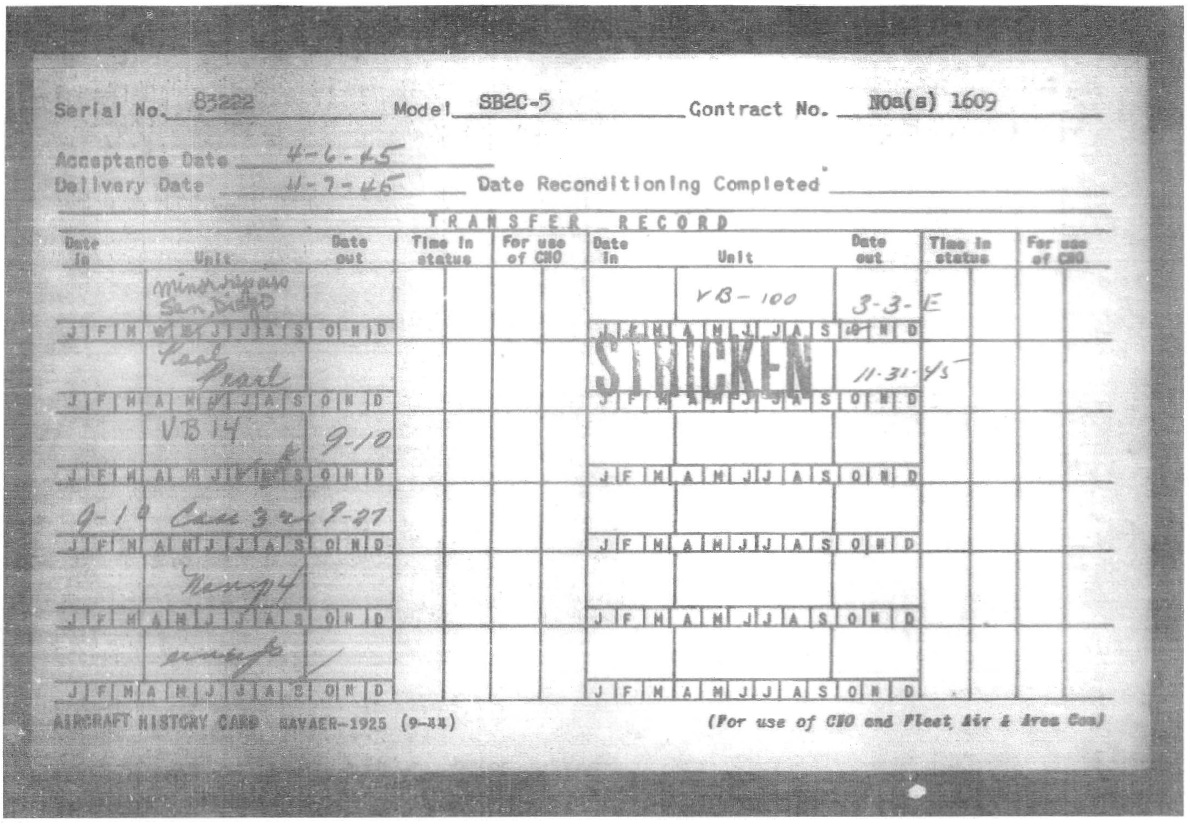 Serial No. 83222 Model SB2C-5 Contract No. NOa(s) 1609
Acceptance Date 4-6-45
Delivery Date 4-7-45 Date Reconditioning Completed
TRANSFER RECORD
Date In Unit Date out Time in status For use of CNO Date In Unit Date out Time in status For use of CNO
minor repairs
San Diego
VB-100 3-3-E
J F M A M J J A S O N D J F M A M J J A S O N D
Pool
Pearl
STRICKEN 11-31-45
J F M A M J J A S O N D J F M A M J J A S O N D
VB 14 9-10
J F M A M J J A S O N D J F M A M J J A S O N D
9-19 9-27
J F M A M J J A S O N D J F M A M J J A S O N D
J F M A M J J A S O N D J F M A M J J A S O N D
J F M A M J J A S O N D J F M A M J J A S O N D
AIRCRAFT HISTORY CARD NAVAER-1925 (9-44) (For use of CNO and Fleet Air & Area Com)